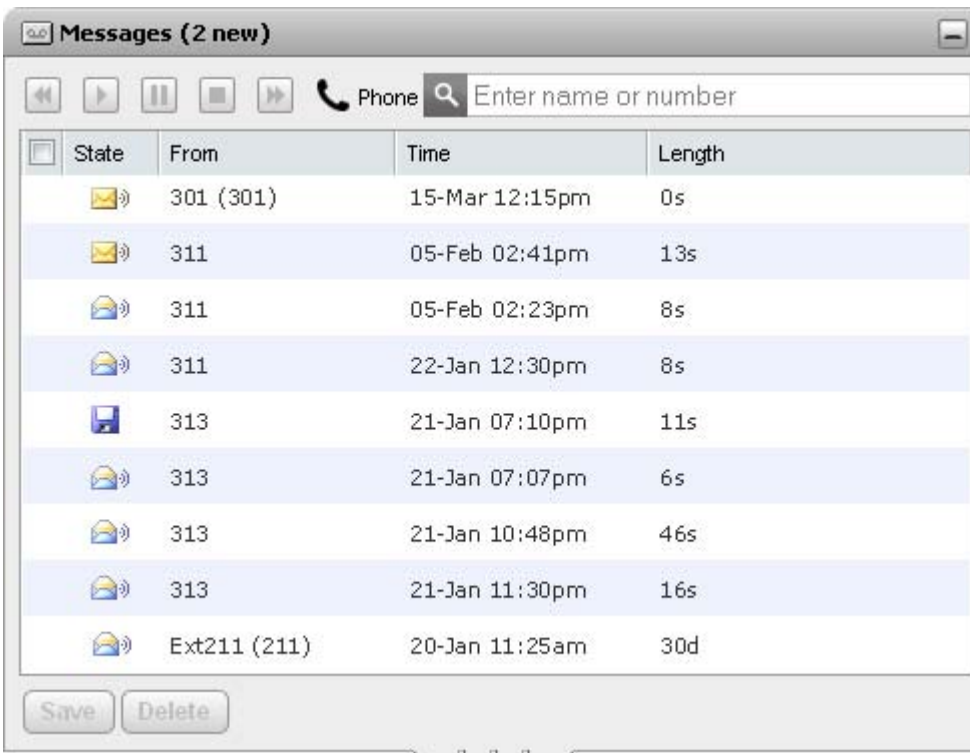 Messages (2 new)
Phone Enter name or number
State From Time Length
301 (301) 15-Mar 12:15pm 0s
311 05-Feb 02:41pm 13s
311 05-Feb 02:23pm 8s
311 22-Jan 12:30pm 8s
313 21-Jan 07:10pm 11s
313 21-Jan 07:07pm 6s
313 21-Jan 10:48pm 46s
313 21-Jan 11:30pm 16s
Ext211 (211) 20-Jan 11:25am 30d
Save Delete